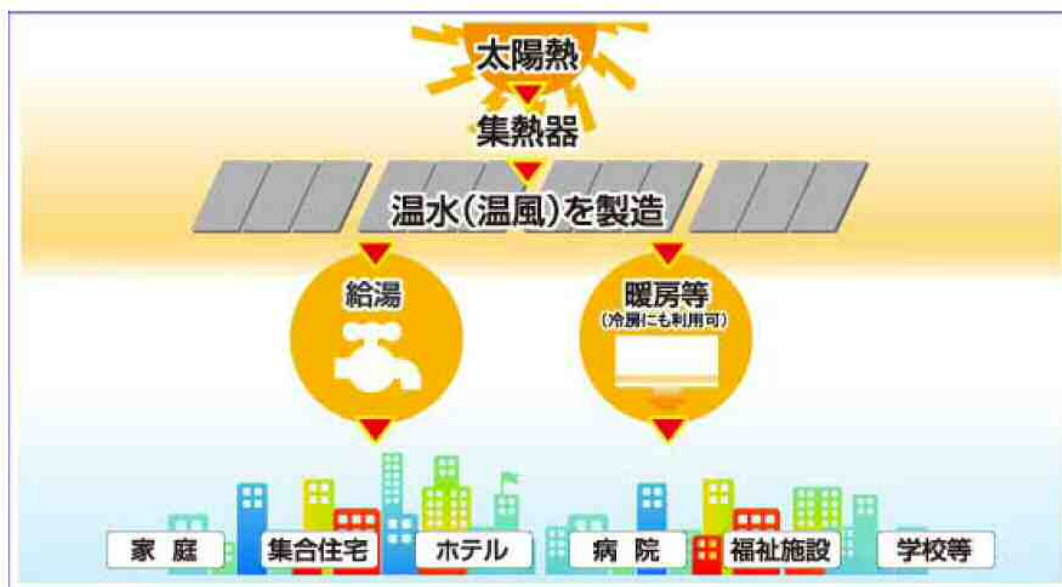 太陽熱
集熱器
温水(温風)を製造
給湯
暖房等
(冷房にも利用可)
家 庭
集合住宅
ホテル
病 院
福祉施設
学校等